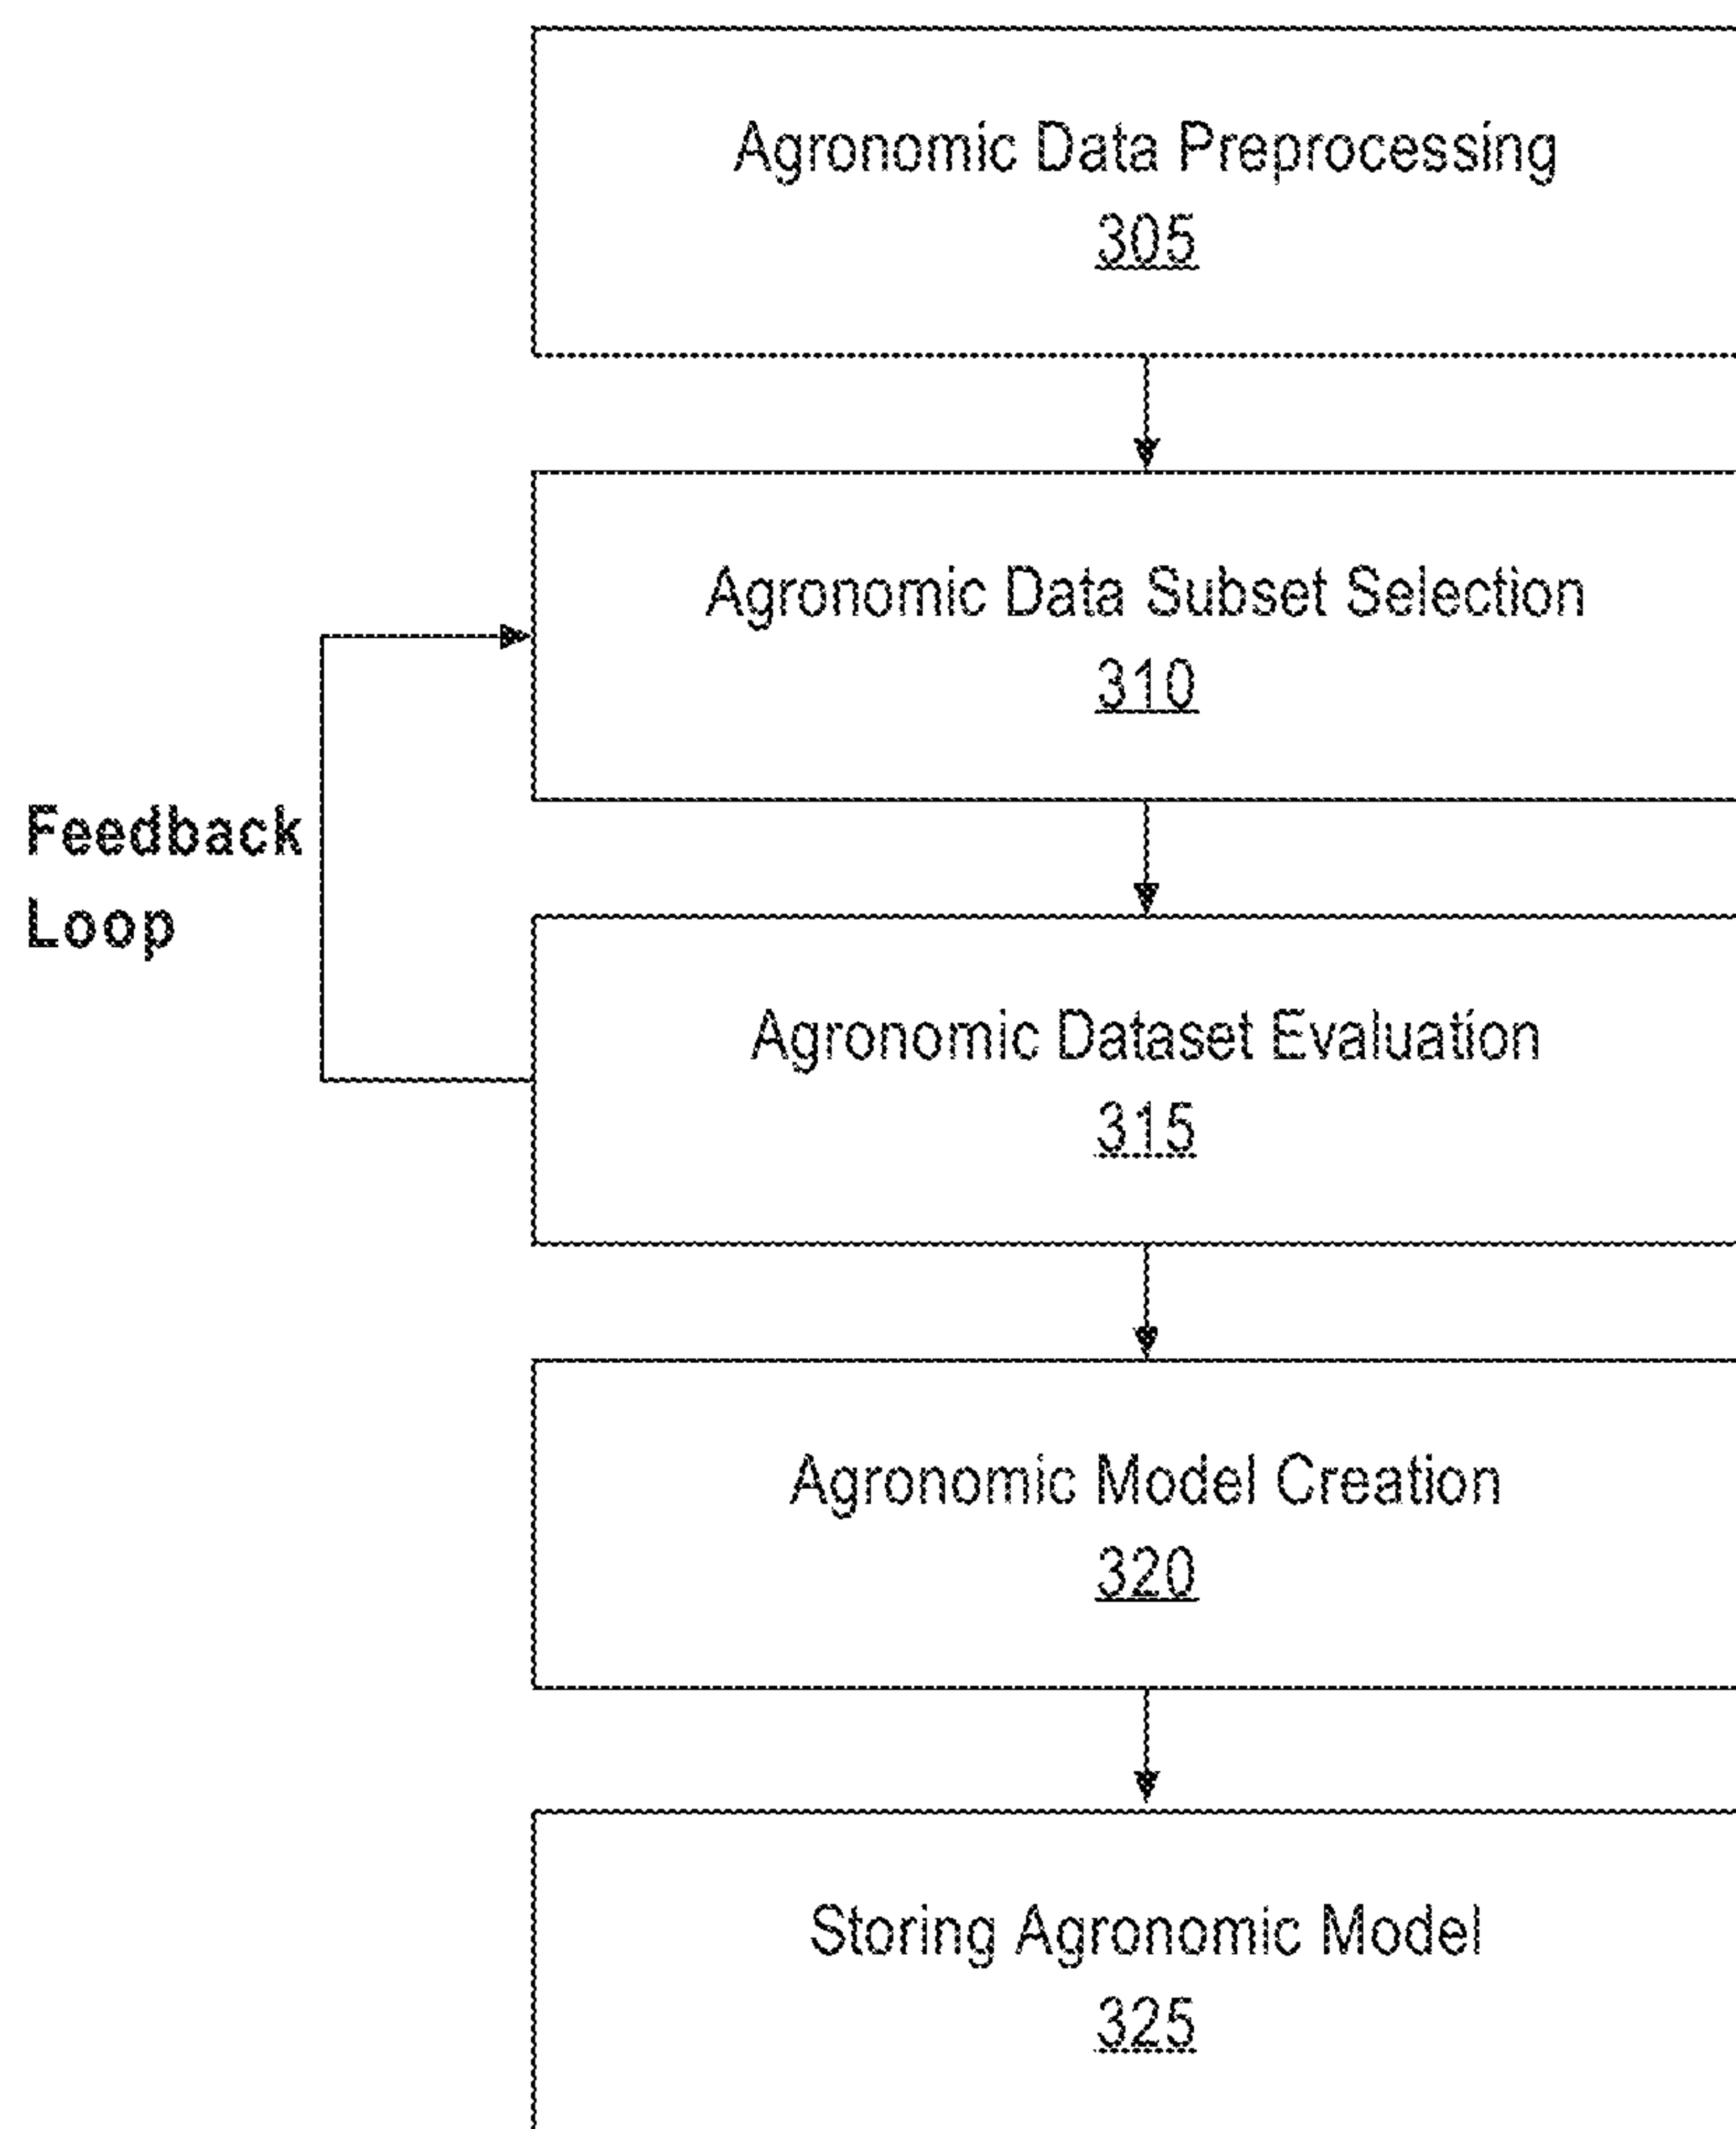 Agronomic Data Preprocessing
305
Agronomic Data Subset Selection
310
Feedback
Loop
Agronomic Dataset Evaluation
315
Agronomic Model Creation
320
Storing Agronomic Model
325